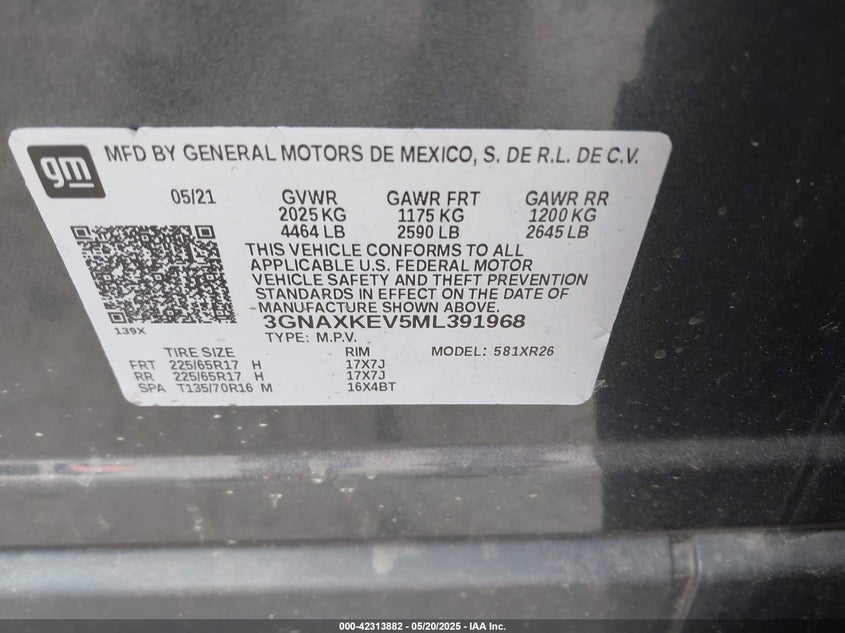 gm
MFD BY GENERAL MOTORS DE MEXICO, S. DE R.L. DE C.V.
05/21 GVWR GAWR FRT GAWR RR
2025 KG 1175 KG 1200 KG
4464 LB 2590 LB 2645 LB
THIS VEHICLE CONFORMS TO ALL
APPLICABLE U.S. FEDERAL MOTOR
VEHICLE SAFETY AND THEFT PREVENTION
STANDARDS IN EFFECT ON THE DATE OF
MANUFACTURE SHOWN ABOVE.
139X
3GNAXKEV5ML391968
TYPE: M.P.V.
TIRE SIZE RIM MODEL: 581XR26
FRT 225/65R17 H 17X7J
RR 225/65R17 H 17X7J
SPA T135/70R16 M 16X4BT
000-42313882 - 05/20/2025 - IAA Inc.